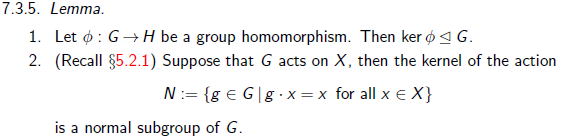 7.3.5. Lemma.
1. Let ϕ : G → H be a group homomorphism. Then ker ϕ ⊴ G.
2. (Recall §5.2.1) Suppose that G acts on X, then the kernel of the action
N := {g ∈ G | g · x = x for all x ∈ X}
is a normal subgroup of G.